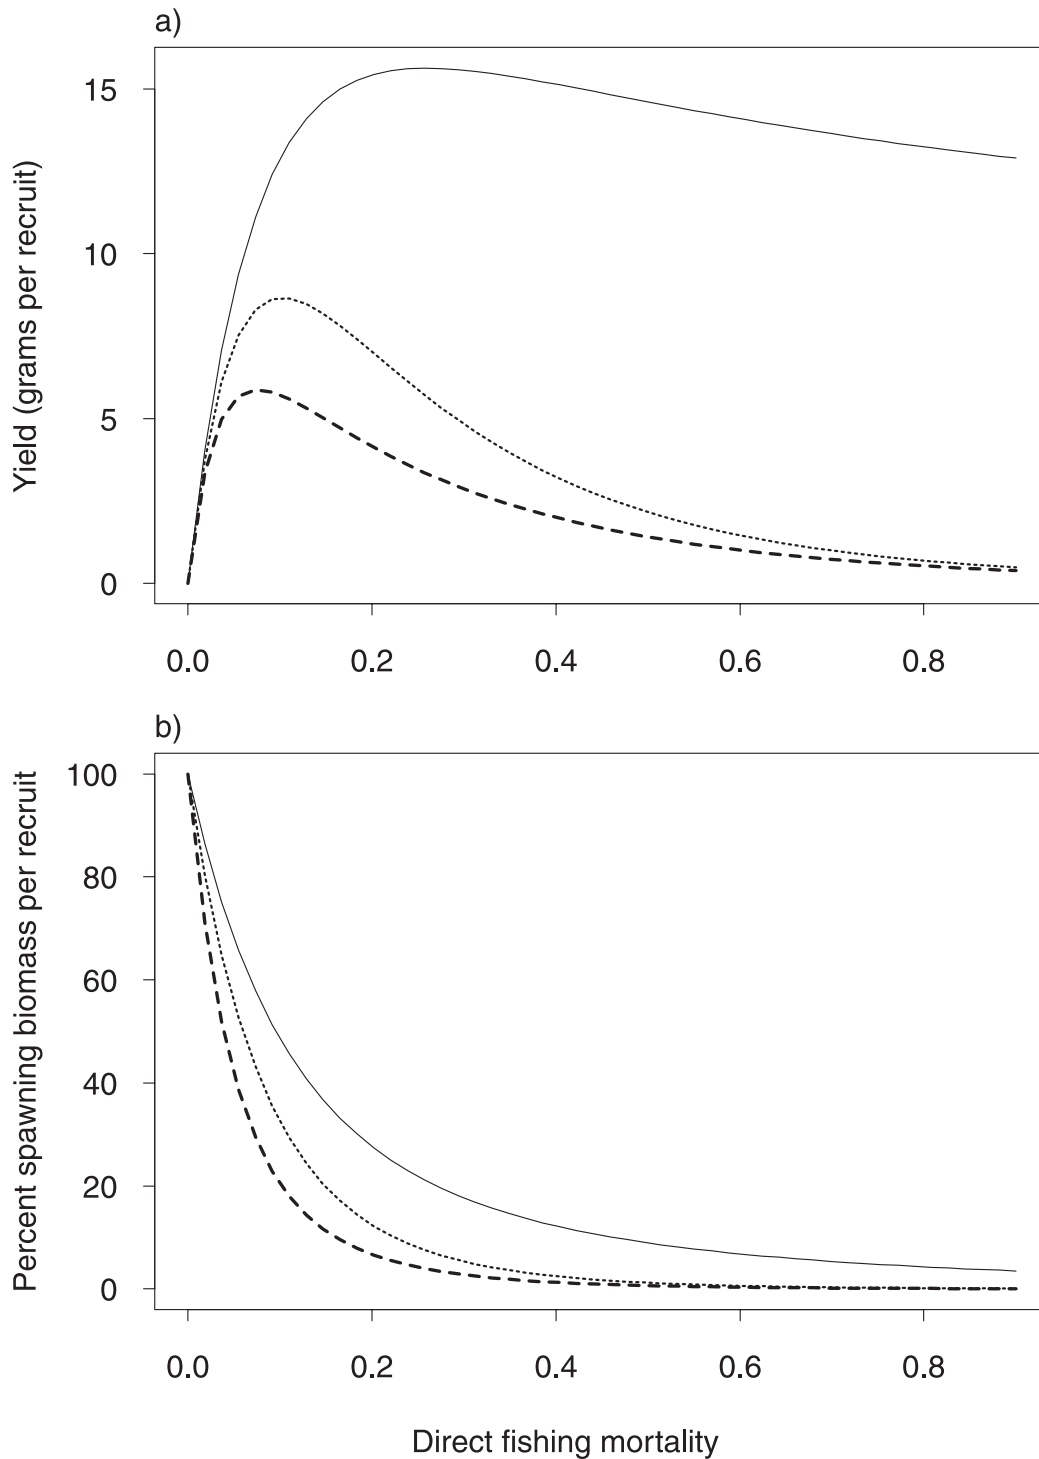 a)
Yield (grams per recruit)
15
10
5
0
0.0 0.2 0.4 0.6 0.8
b)
Percent spawning biomass per recruit
100
80
60
40
20
0
0.0 0.2 0.4 0.6 0.8
Direct fishing mortality